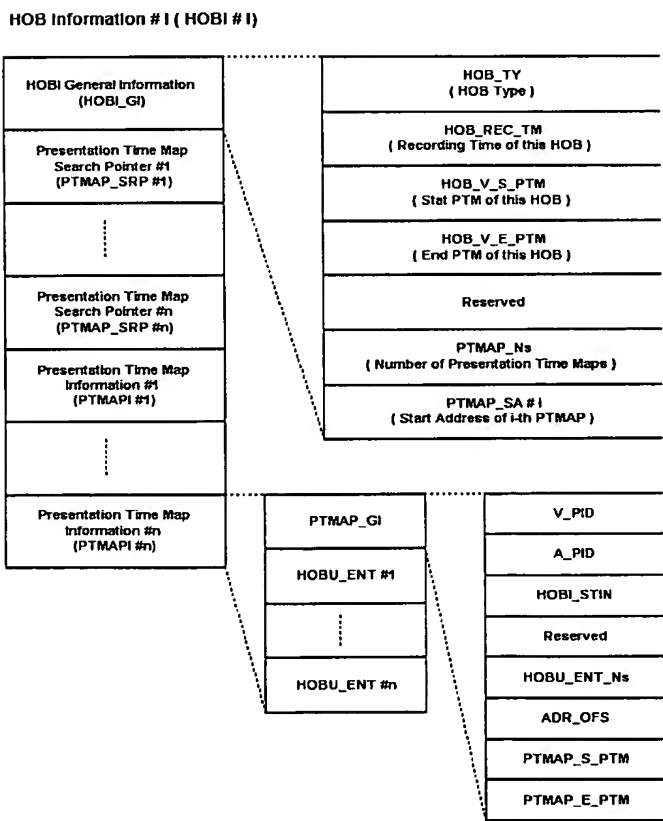 HOB Information # I ( HOBI # I)
HOBI General Information
(HOBI_GI)
Presentation Time Map
Search Pointer #1
(PTMAP_SRP #1)
Presentation Time Map
Search Pointer #n
(PTMAP_SRP #n)
Presentation Time Map
Information #1
(PTMAPI #1)
Presentation Time Map
Information #n
(PTMAPI #n)
HOB_TY
( HOB Type )
HOB_REC_TM
( Recording Time of this HOB )
HOB_V_S_PTM
( Stat PTM of this HOB )
HOB_V_E_PTM
( End PTM of this HOB )
Reserved
PTMAP_Ns
( Number of Presentation Time Maps )
PTMAP_SA # i
( Start Address of i-th PTMAP )
PTMAP_GI
HOBU_ENT #1
HOBU_ENT #n
V_PID
A_PID
HOBI_STIN
Reserved
HOBU_ENT_Ns
ADR_OFS
PTMAP_S_PTM
PTMAP_E_PTM